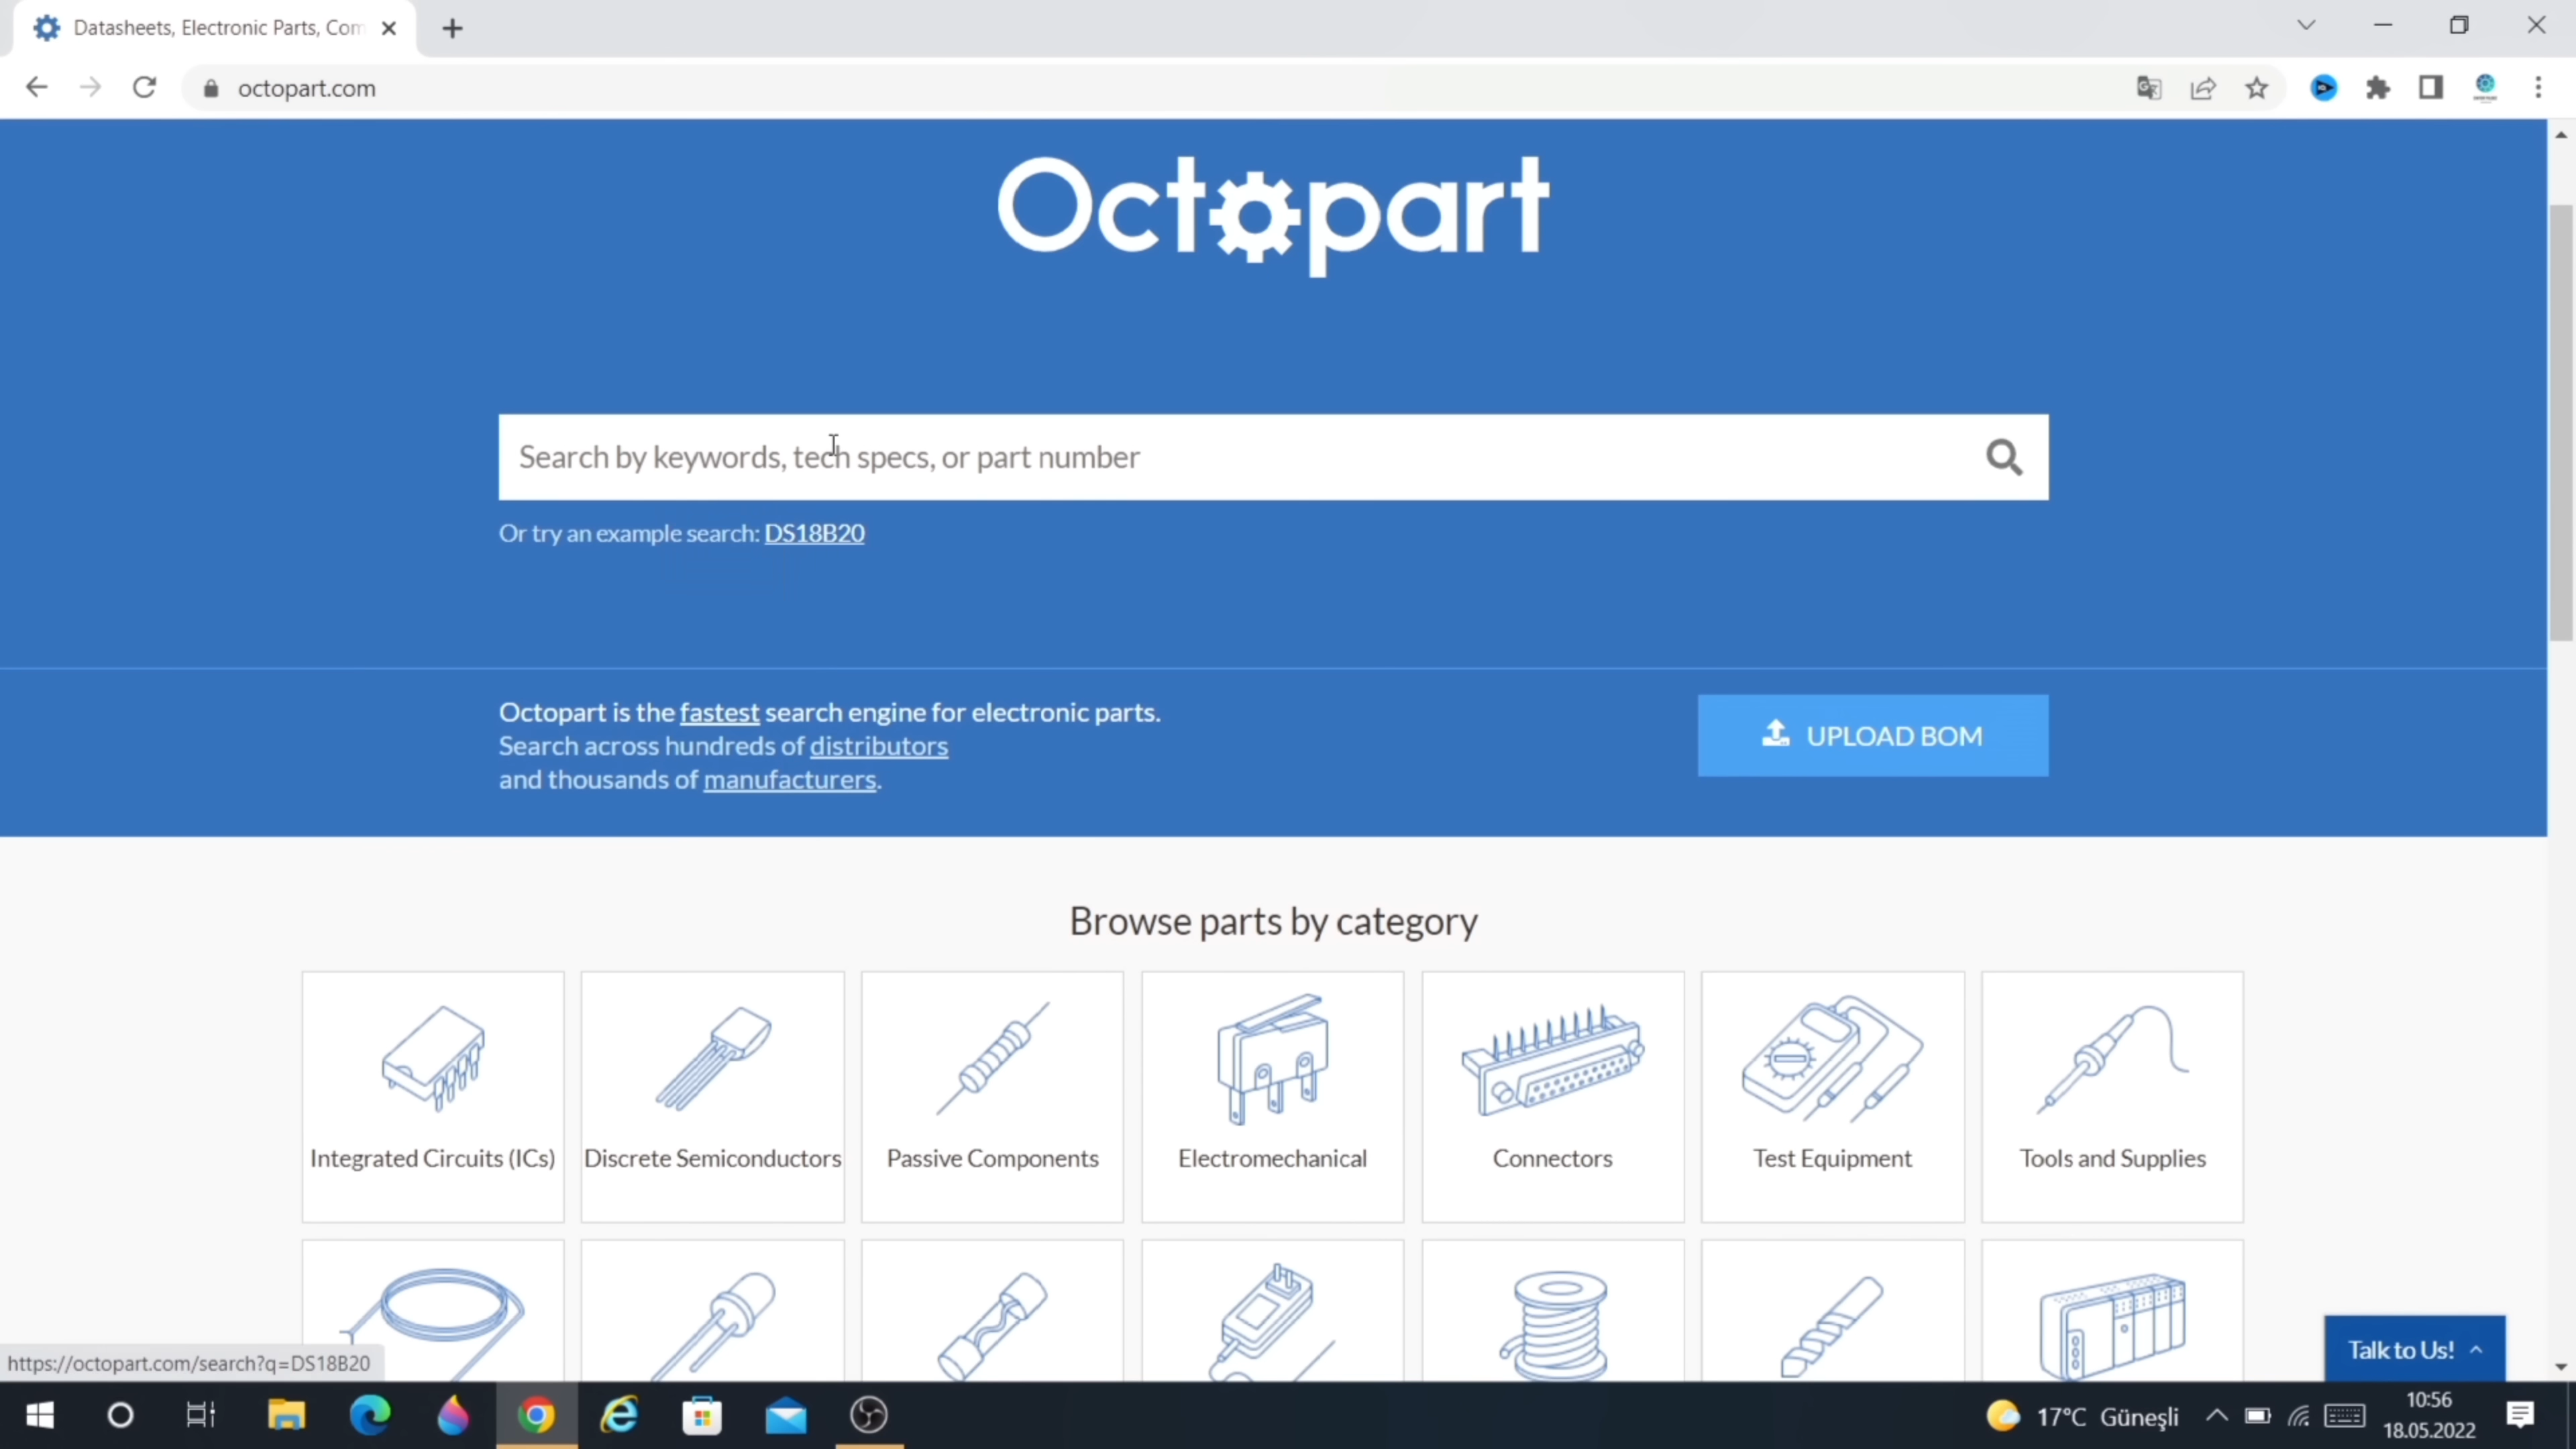 Datasheets, Electronic Parts, Com
octopart.com
Octopart
Search by keywords, tech specs, or part number
Or try an example search: DS18B20
Octopart is the fastest search engine for electronic parts.
Search across hundreds of distributors
and thousands of manufacturers.
UPLOAD BOM
Browse parts by category
Integrated Circuits (ICs)
Discrete Semiconductors
Passive Components
Electromechanical
Connectors
Test Equipment
Tools and Supplies
Talk to Us!
https://octopart.com/search?q=DS18B20
17°C Güneşli
10:56
18.05.2022